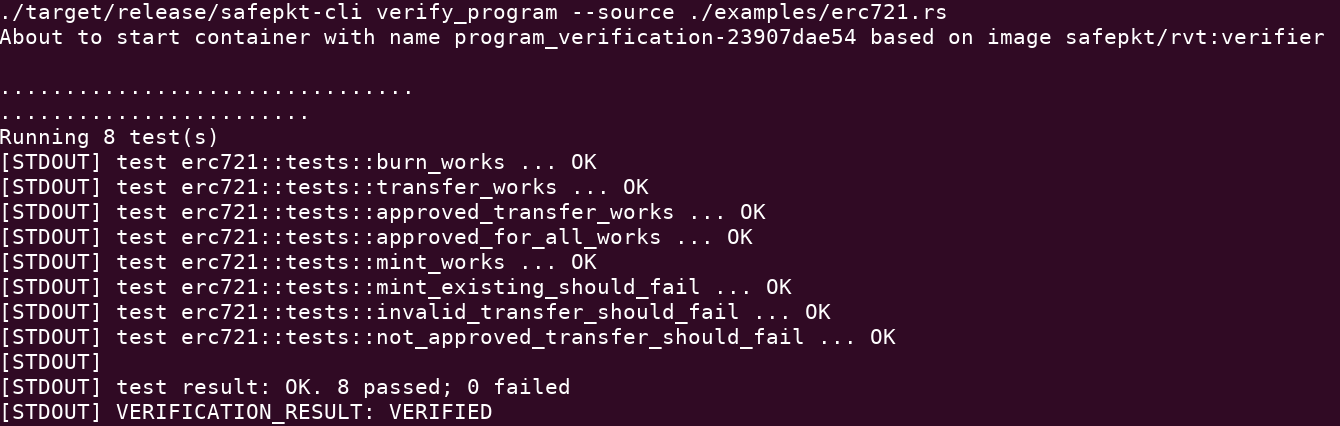 ./target/release/safepkt-cli verify_program --source ./examples/erc721.rs
About to start container with name program_verification-23907dae54 based on image safepkt/rvt:verifier
................................
........................
Running 8 test(s)
[STDOUT] test erc721::tests::burn_works ... OK
[STDOUT] test erc721::tests::transfer_works ... OK
[STDOUT] test erc721::tests::approved_transfer_works ... OK
[STDOUT] test erc721::tests::approved_for_all_works ... OK
[STDOUT] test erc721::tests::mint_works ... OK
[STDOUT] test erc721::tests::mint_existing_should_fail ... OK
[STDOUT] test erc721::tests::invalid_transfer_should_fail ... OK
[STDOUT] test erc721::tests::not_approved_transfer_should_fail ... OK
[STDOUT]
[STDOUT] test result: OK. 8 passed; 0 failed
[STDOUT] VERIFICATION_RESULT: VERIFIED